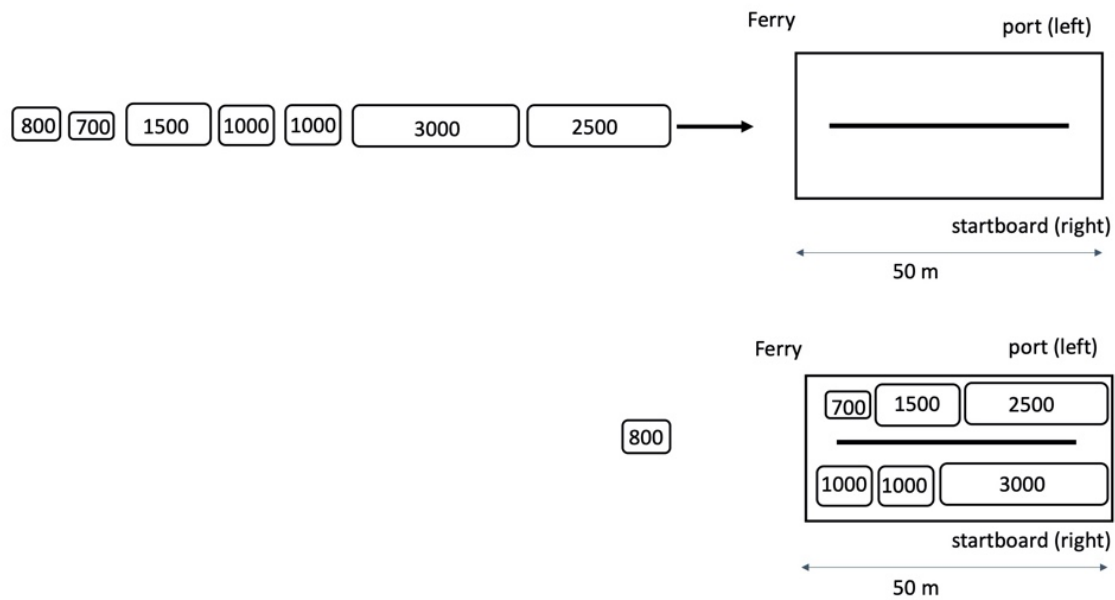 Ferry
port (left)
800 700 1500 1000 1000 3000 2500
startboard (right)
50 m
Ferry
port (left)
700 1500 2500
800
1000 1000 3000
startboard (right)
50 m